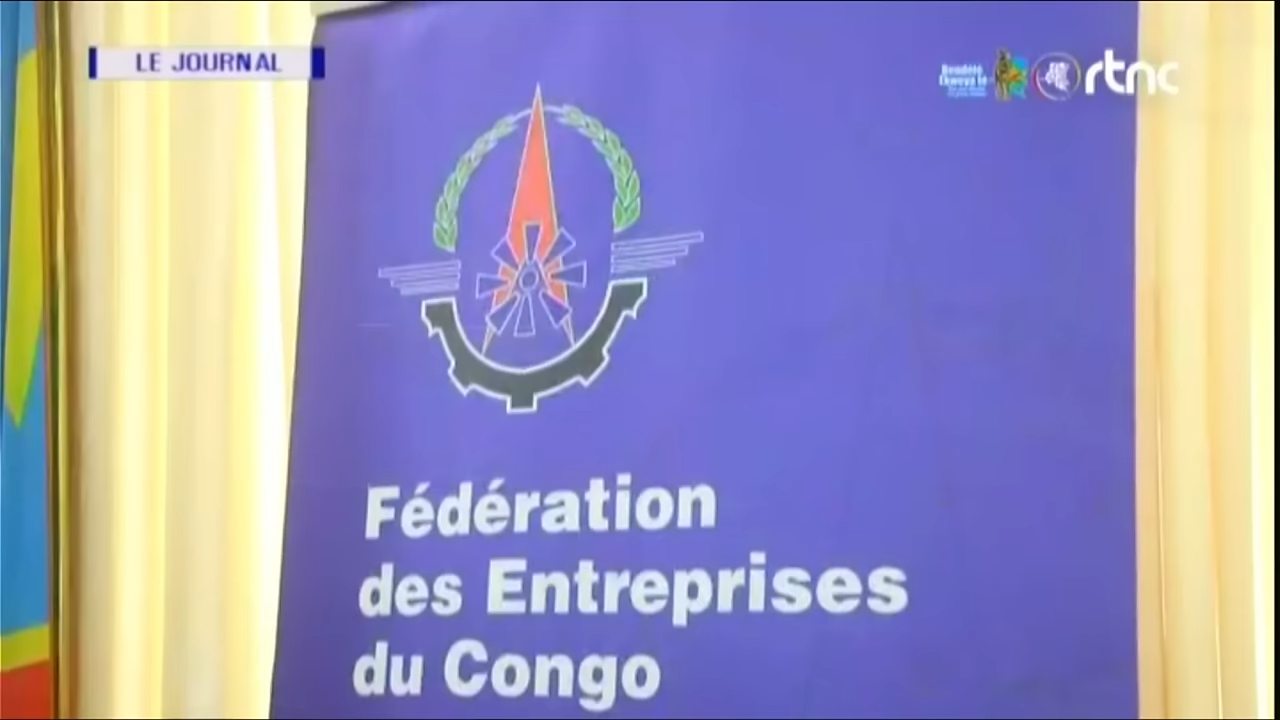 LE JOURNAL
rtnc
Fédération
des Entreprises
du Congo